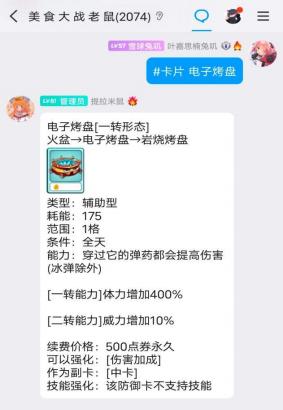 美食大战老鼠(2074)
LV57 雪球兔叽
叶嘉思楠兔叽
#卡片 电子烤盘
LV61 管理员 提拉米鼠
电子烤盘[一转形态]
火盆→电子烤盘→岩烧烤盘
类型：辅助型
耗能：175
范围：1格
条件：全天
能力：穿过它的弹药都会提高伤害
(冰弹除外)
[一转能力]体力增加400%
[二转能力]威力增加10%
续费价格：500点券永久
可以强化：[伤害加成]
作为副卡：[中卡]
技能强化：该防御卡不支持技能